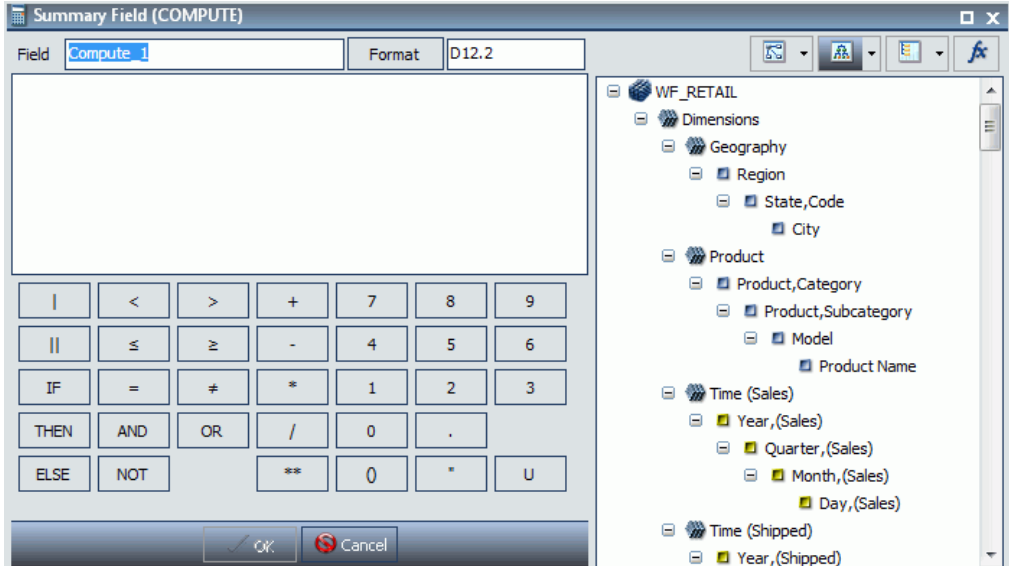 Summary Field (COMPUTE)
Field Compute_1 Format D12.2 fx
WF_RETAIL
Dimensions
Geography
Region
State,Code
City
Product
Product,Category
Product,Subcategory
Model
Product Name
Time (Sales)
Year,(Sales)
Quarter,(Sales)
Month,(Sales)
Day,(Sales)
Time (Shipped)
Year,(Shipped)
| < > + 7 8 9
|| ≤ ≥ - 4 5 6
IF = ≠ * 1 2 3
THEN AND OR / 0 .
ELSE NOT ** () " U
OK Cancel